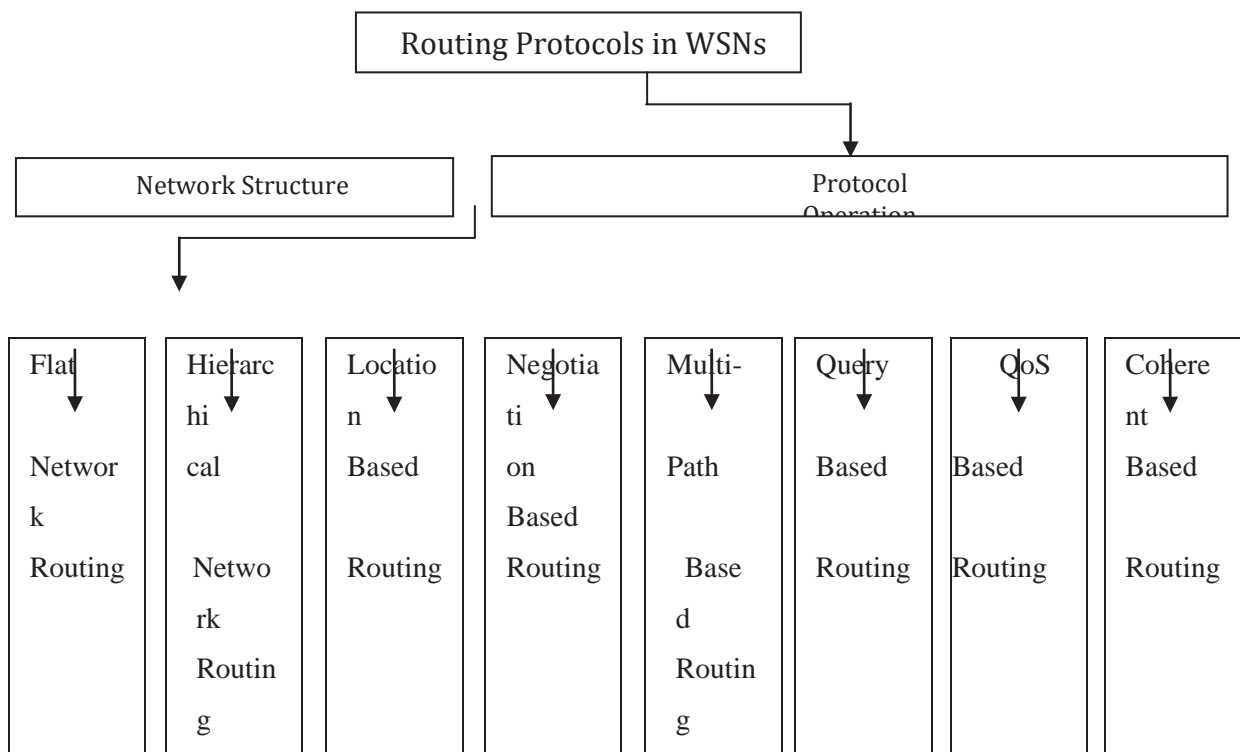 Routing Protocols in WSNs
Network Structure
Protocol
Operation
Flat
Networ
k
Routing
Hierarc
hi
cal
Netwo
rk
Routin
g
Locatio
n
Based
Routing
Negotia
ti
on
Based
Routing
Multi-
Path
Base
d
Routin
g
Query
Based
Routing
QoS
Based
Routing
Cohere
nt
Based
Routing